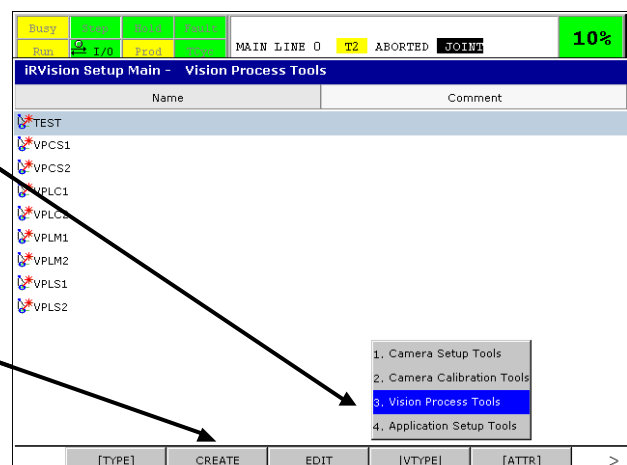 Busy Step Hold Fault
Run I/O Prod TCyc
MAIN LINE 0 T2 ABORTED JOINT
10%
iRVision Setup Main - Vision Process Tools
Name Comment
TEST
VPCS1
VPCS2
VPLC1
VPLC2
VPLM1
VPLM2
VPLS1
VPLS2
1. Camera Setup Tools
2. Camera Calibration Tools
3. Vision Process Tools
4. Application Setup Tools
[TYPE] CREATE EDIT [VTYPE] [ATTR] >